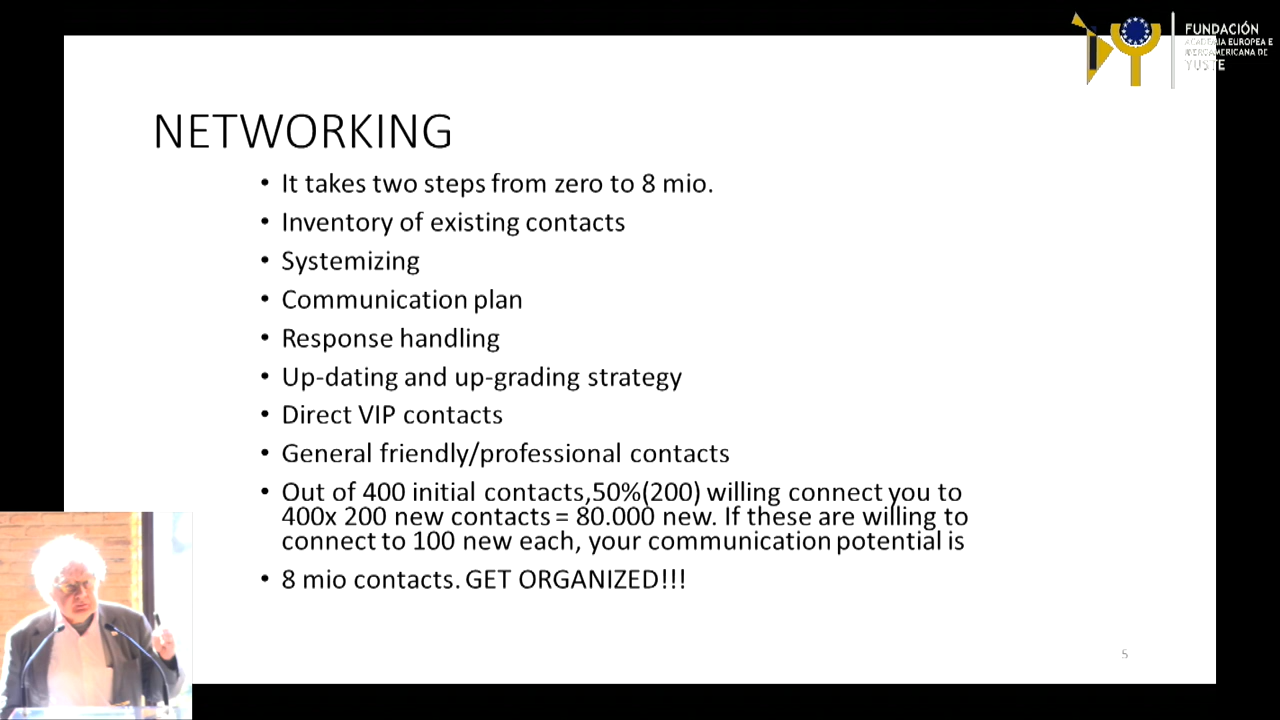 FUNDACIÓN
ACADEMIA EUROPEA E
IBEROAMERICANA DE
YUSTE
NETWORKING
• It takes two steps from zero to 8 mio.
• Inventory of existing contacts
• Systemizing
• Communication plan
• Response handling
• Up-dating and up-grading strategy
• Direct VIP contacts
• General friendly/professional contacts
• Out of 400 initial contacts,50%(200) willing connect you to
400x 200 new contacts = 80.000 new. If these are willing to
connect to 100 new each, your communication potential is
• 8 mio contacts. GET ORGANIZED!!!
5